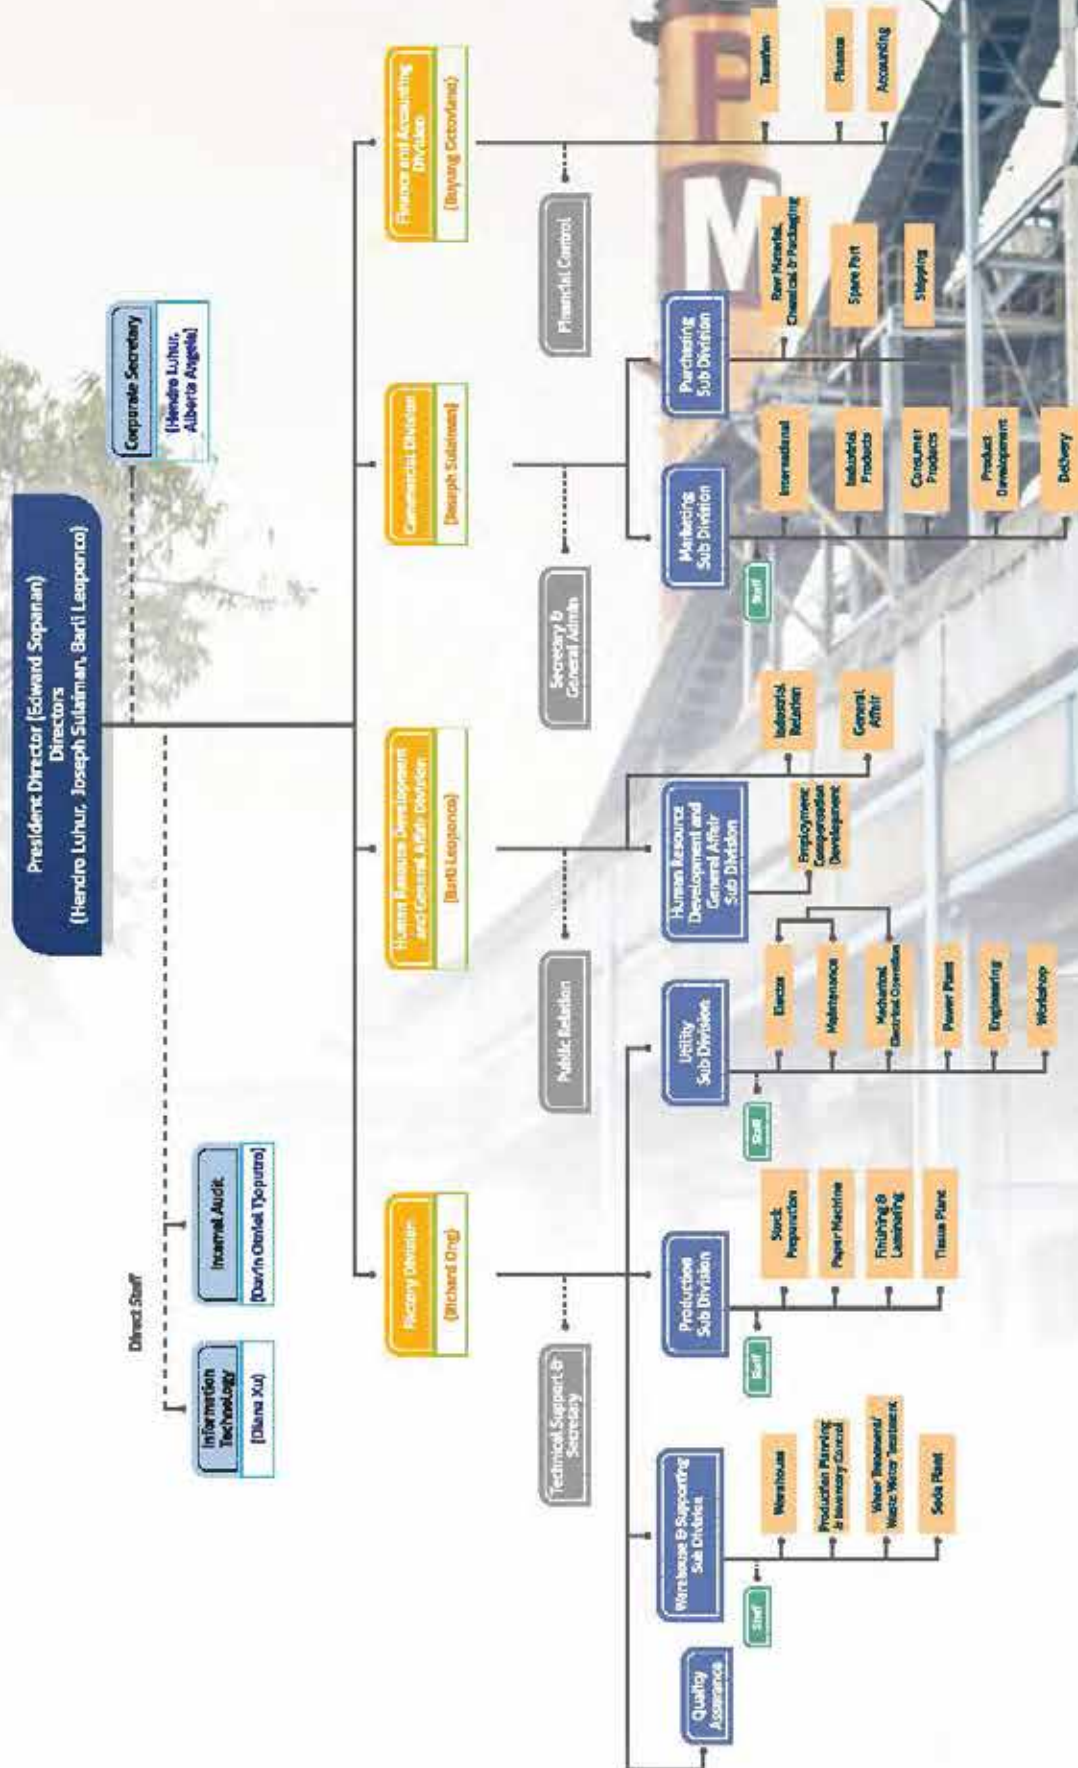 President Director (Edward Sopanan)
Directors
(Hendro Luhur, Joseph Sulaiman, Barli Leoponco)
Corporate Secretary
(Hendro Luhur,
Alberta Angela)
Direct Staff
Information
Technology
(Diana Xu)
Internal Audit
(Davin Otniel Tjoputro)
Factory Division
(Richard Ong)
Human Resource Development
and General Affair Division
(Barli Leoponco)
Commercial Division
(Joseph Sulaiman)
Finance and Accounting
Division
(Buyung Octoviano)
Technical Support &
Secretary
Public Relation
Secretary &
General Admin
Financial Control
Quality
Assurance
Warehouse & Supporting
Sub Division
Staff
Warehouse
Production Planning
& Inventory Control
Water Treatment/
Waste Water Treatment
Soda Plant
Production
Sub Division
Staff
Stock
Preparation
Paper Machine
Finishing &
Laminating
Tissue Plant
Utility
Sub Division
Staff
Maintenance
Mechanical
Electrical Operation
Power Plant
Engineering
Workshop
Human Resource
Development and
General Affair
Sub Division
Employment
Compensation
Development
Industrial
Relation
General
Affair
Marketing
Sub Division
Staff
International
Industrial
Products
Consumer
Products
Product
Development
Delivery
Purchasing
Sub Division
Raw Material,
Chemical & Packaging
Spare Part
Shipping
Taxation
Finance
Accounting
P
M